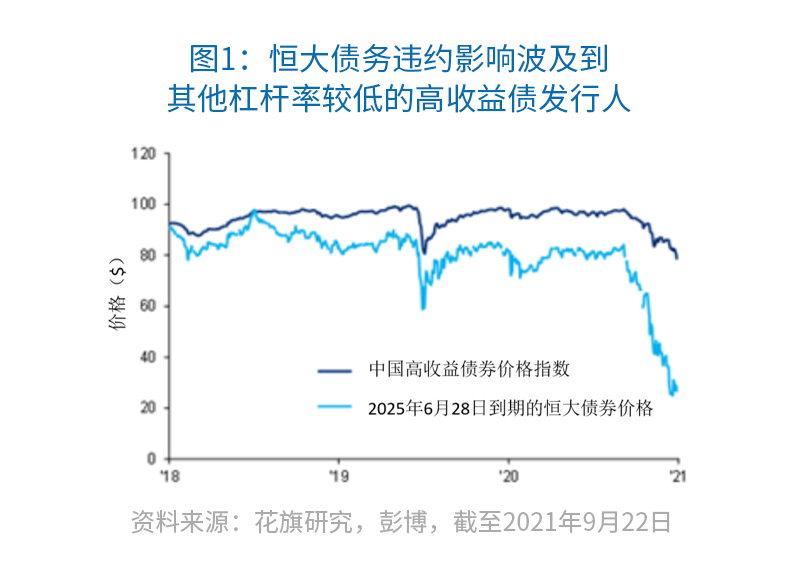 图1：恒大债务违约影响波及到
其他杠杆率较低的高收益债发行人
价格（$）
120
100
80
60
40
20
0
'18
'19
'20
'21
中国高收益债券价格指数
2025年6月28日到期的恒大债券价格
资料来源：花旗研究，彭博，截至2021年9月22日